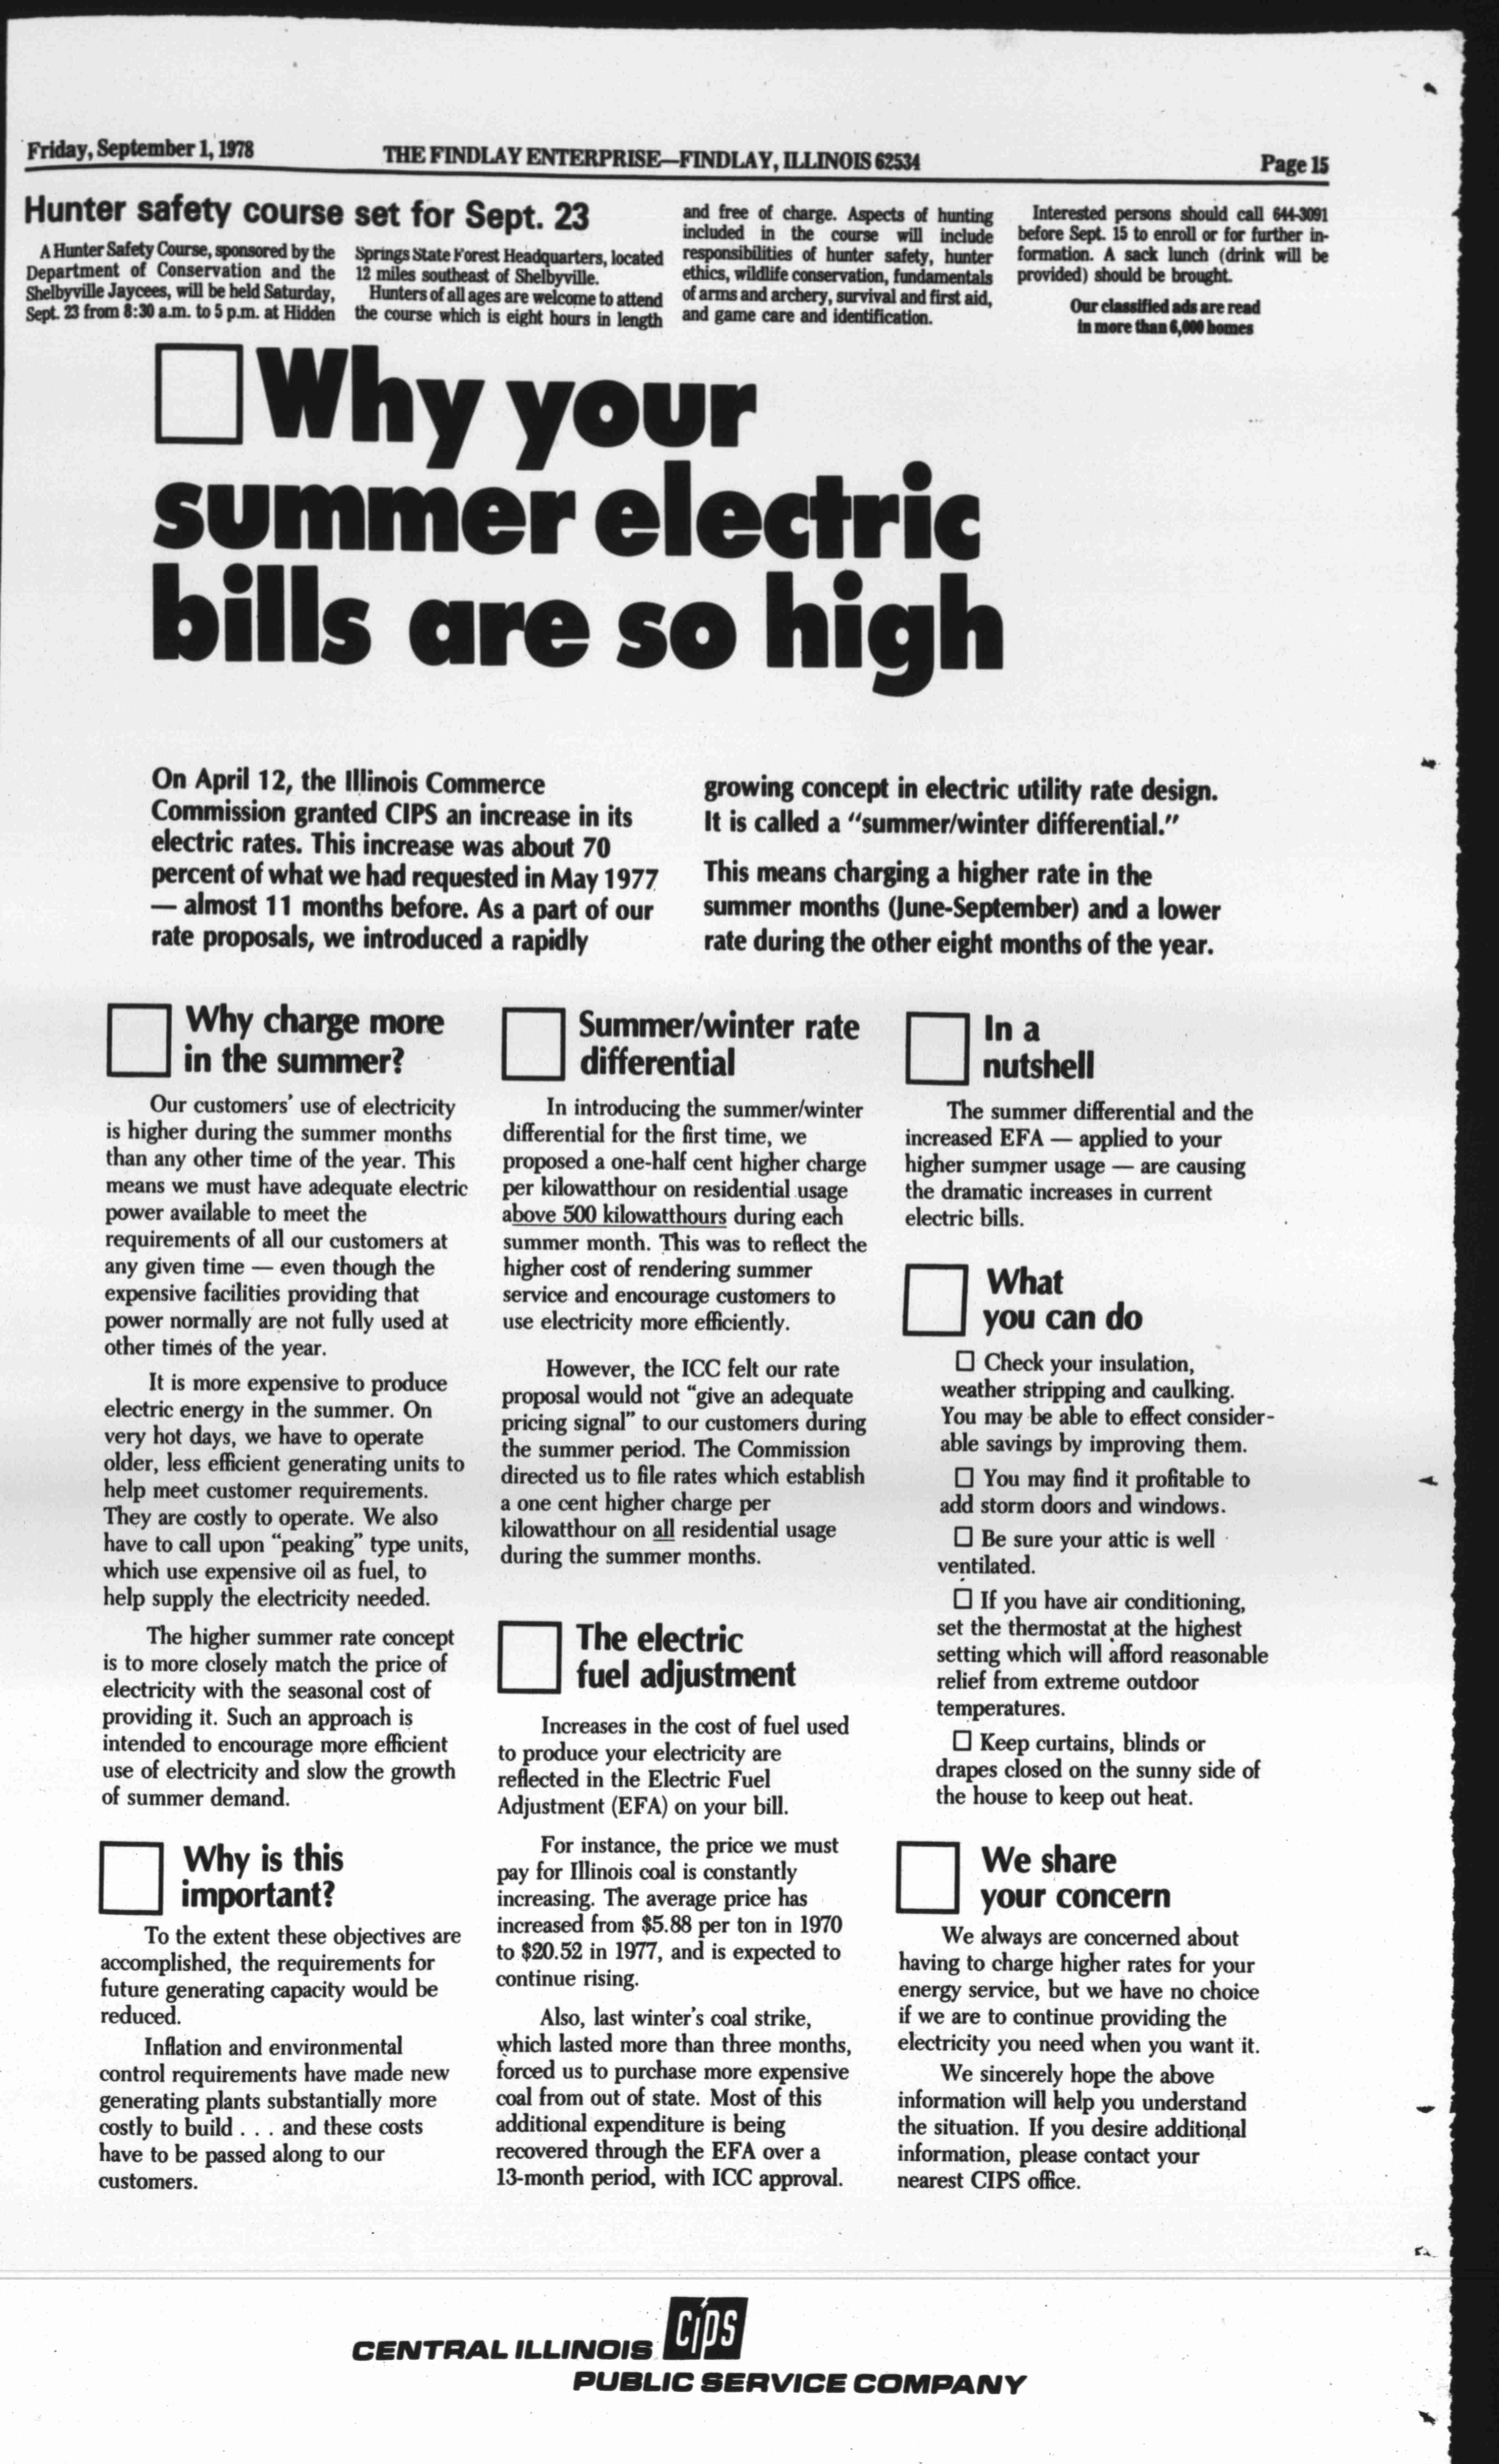 Friday, September 1, 1978
THE FINDLAY ENTERPRISE—FINDLAY, ILLINOIS 62534
Page 15
Hunter safety course set for Sept. 23
A Hunter Safety Course, sponsored by the
Department of Conservation and the
Shelbyville Jaycees, will be held Saturday,
Sept. 23 from 8:30 a.m. to 5 p.m. at Hidden
Springs State Forest Headquarters, located
12 miles southeast of Shelbyville.
Hunters of all ages are welcome to attend
the course which is eight hours in length
and free of charge. Aspects of hunting
included in the course will include
responsibilities of hunter safety, hunter
ethics, wildlife conservation, fundamentals
of arms and archery, survival and first aid,
and game care and identification.
Interested persons should call 644-3091
before Sept. 15 to enroll or for further in-
formation. A sack lunch (drink will be
provided) should be brought.
Our classified ads are read
in more than 6,000 homes
Why your
summer electric
bills are so high
On April 12, the Illinois Commerce
Commission granted CIPS an increase in its
electric rates. This increase was about 70
percent of what we had requested in May 1977
— almost 11 months before. As a part of our
rate proposals, we introduced a rapidly
growing concept in electric utility rate design.
It is called a “summer/winter differential.”
This means charging a higher rate in the
summer months (June-September) and a lower
rate during the other eight months of the year.
Why charge more
in the summer?
Our customers' use of electricity
is higher during the summer months
than any other time of the year. This
means we must have adequate electric
power available to meet the
requirements of all our customers at
any given time — even though the
expensive facilities providing that
power normally are not fully used at
other times of the year.
It is more expensive to produce
electric energy in the summer. On
very hot days, we have to operate
older, less efficient generating units to
help meet customer requirements.
They are costly to operate. We also
have to call upon “peaking” type units,
which use expensive oil as fuel, to
help supply the electricity needed.
The higher summer rate concept
is to more closely match the price of
electricity with the seasonal cost of
providing it. Such an approach is
intended to encourage more efficient
use of electricity and slow the growth
of summer demand.
Why is this
important?
To the extent these objectives are
accomplished, the requirements for
future generating capacity would be
reduced.
Inflation and environmental
control requirements have made new
generating plants substantially more
costly to build . . . and these costs
have to be passed along to our
customers.
Summer/winter rate
differential
In introducing the summer/winter
differential for the first time, we
proposed a one-half cent higher charge
per kilowatthour on residential usage
above 500 kilowatthours during each
summer month. This was to reflect the
higher cost of rendering summer
service and encourage customers to
use electricity more efficiently.
However, the ICC felt our rate
proposal would not “give an adequate
pricing signal” to our customers during
the summer period. The Commission
directed us to file rates which establish
a one cent higher charge per
kilowatthour on all residential usage
during the summer months.
The electric
fuel adjustment
Increases in the cost of fuel used
to produce your electricity are
reflected in the Electric Fuel
Adjustment (EFA) on your bill.
For instance, the price we must
pay for Illinois coal is constantly
increasing. The average price has
increased from $5.88 per ton in 1970
to $20.52 in 1977, and is expected to
continue rising.
Also, last winter's coal strike,
which lasted more than three months,
forced us to purchase more expensive
coal from out of state. Most of this
additional expenditure is being
recovered through the EFA over a
13-month period, with ICC approval.
In a
nutshell
The summer differential and the
increased EFA — applied to your
higher summer usage — are causing
the dramatic increases in current
electric bills.
What
you can do
Check your insulation,
weather stripping and caulking.
You may be able to effect consider-
able savings by improving them.
You may find it profitable to
add storm doors and windows.
Be sure your attic is well
ventilated.
If you have air conditioning,
set the thermostat at the highest
setting which will afford reasonable
relief from extreme outdoor
temperatures.
Keep curtains, blinds or
drapes closed on the sunny side of
the house to keep out heat.
We share
your concern
We always are concerned about
having to charge higher rates for your
energy service, but we have no choice
if we are to continue providing the
electricity you need when you want it.
We sincerely hope the above
information will help you understand
the situation. If you desire additional
information, please contact your
nearest CIPS office.
CIPS
CENTRAL ILLINOIS
PUBLIC SERVICE COMPANY